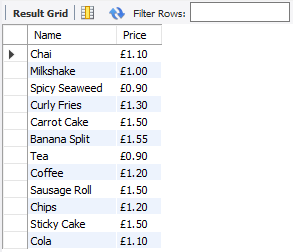 Result Grid Filter Rows:
Name Price
Chai £1.10
Milkshake £1.00
Spicy Seaweed £0.90
Curly Fries £1.30
Carrot Cake £1.50
Banana Split £1.55
Tea £0.90
Coffee £1.20
Sausage Roll £1.50
Chips £1.20
Sticky Cake £1.50
Cola £1.10